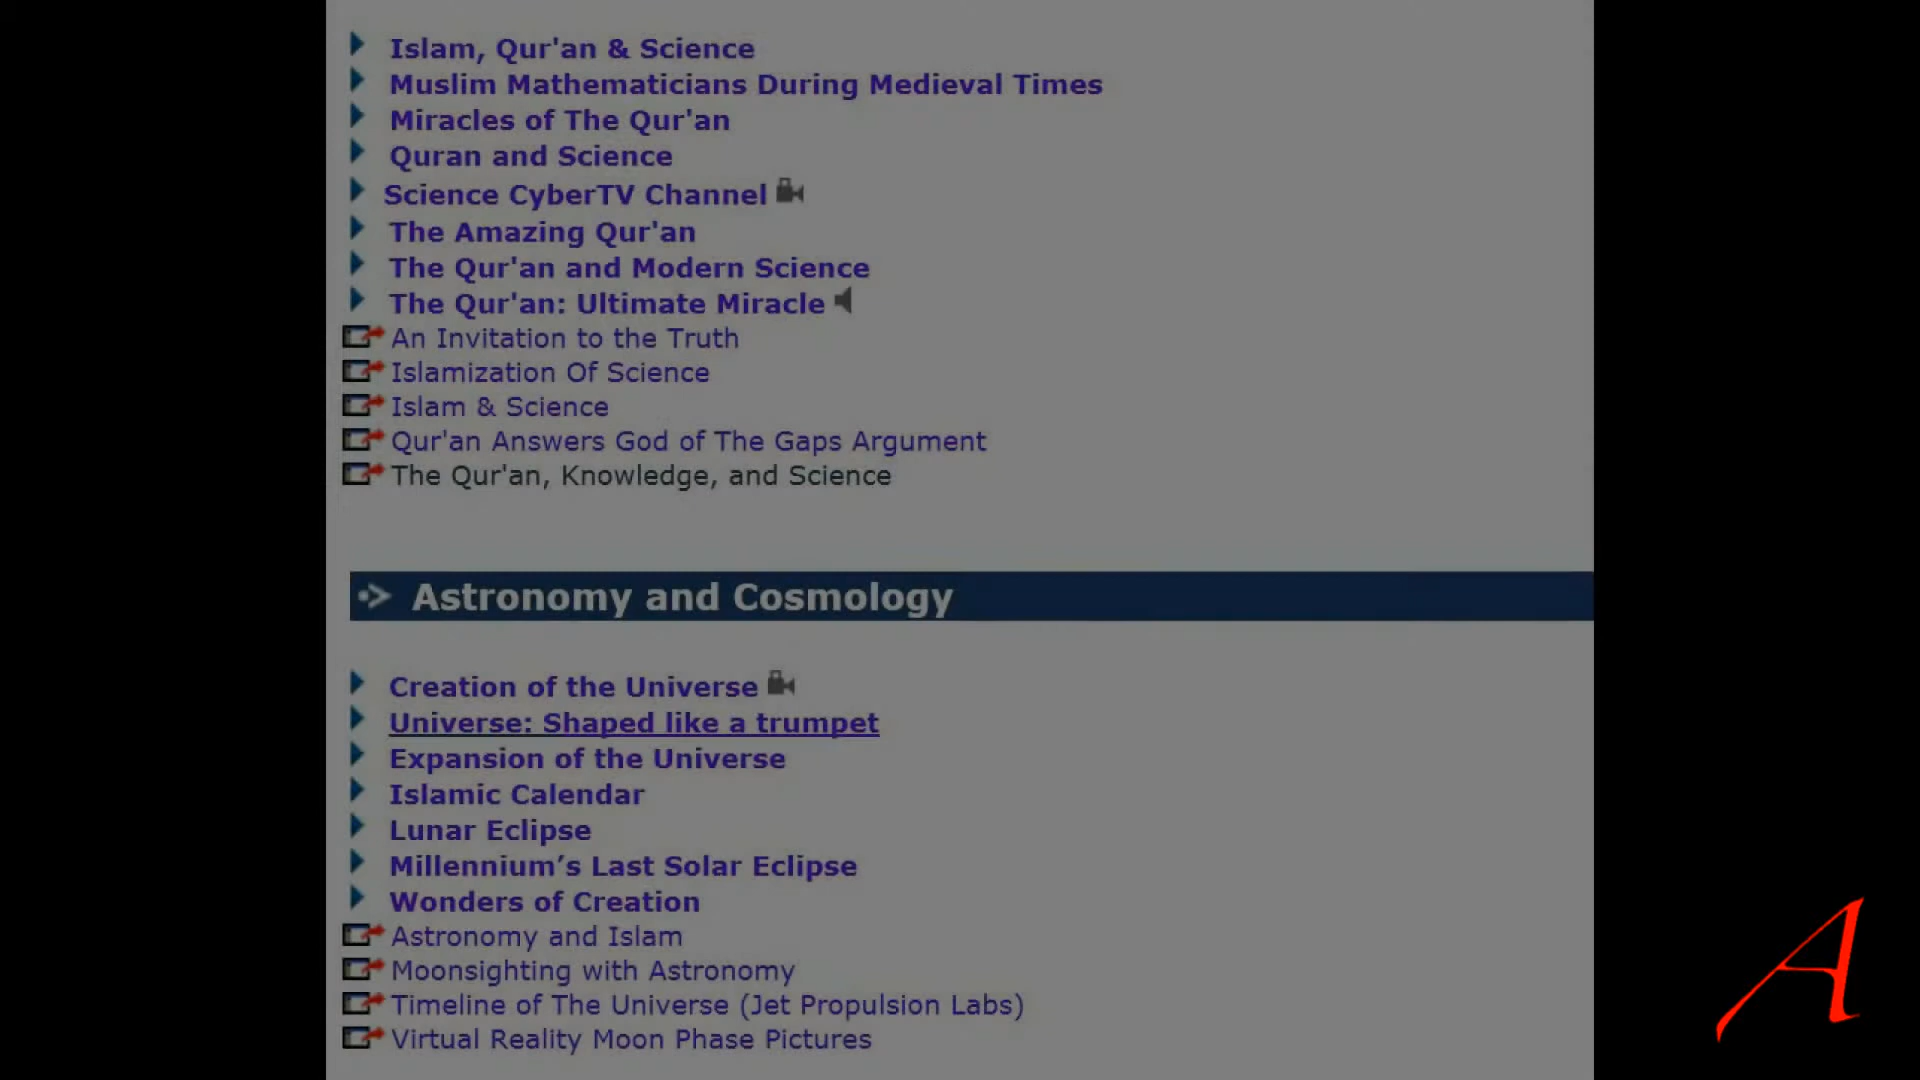 Islam, Qur'an & Science
Muslim Mathematicians During Medieval Times
Miracles of The Qur'an
Quran and Science
Science CyberTV Channel
The Amazing Qur'an
The Qur'an and Modern Science
The Qur'an: Ultimate Miracle
An Invitation to the Truth
Islamization Of Science
Islam & Science
Qur'an Answers God of The Gaps Argument
The Qur'an, Knowledge, and Science
Astronomy and Cosmology
Creation of the Universe
Universe: Shaped like a trumpet
Expansion of the Universe
Islamic Calendar
Lunar Eclipse
Millennium’s Last Solar Eclipse
Wonders of Creation
Astronomy and Islam
Moonsighting with Astronomy
Timeline of The Universe (Jet Propulsion Labs)
Virtual Reality Moon Phase Pictures
A